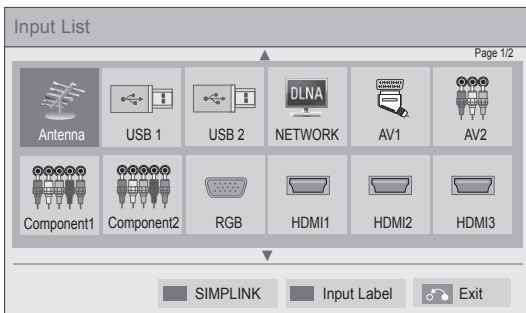 Input List
Page 1/2
DLNA
Antenna USB 1 USB 2 NETWORK AV1 AV2
Component1 Component2 RGB HDMI1 HDMI2 HDMI3
SIMPLINK Input Label Exit